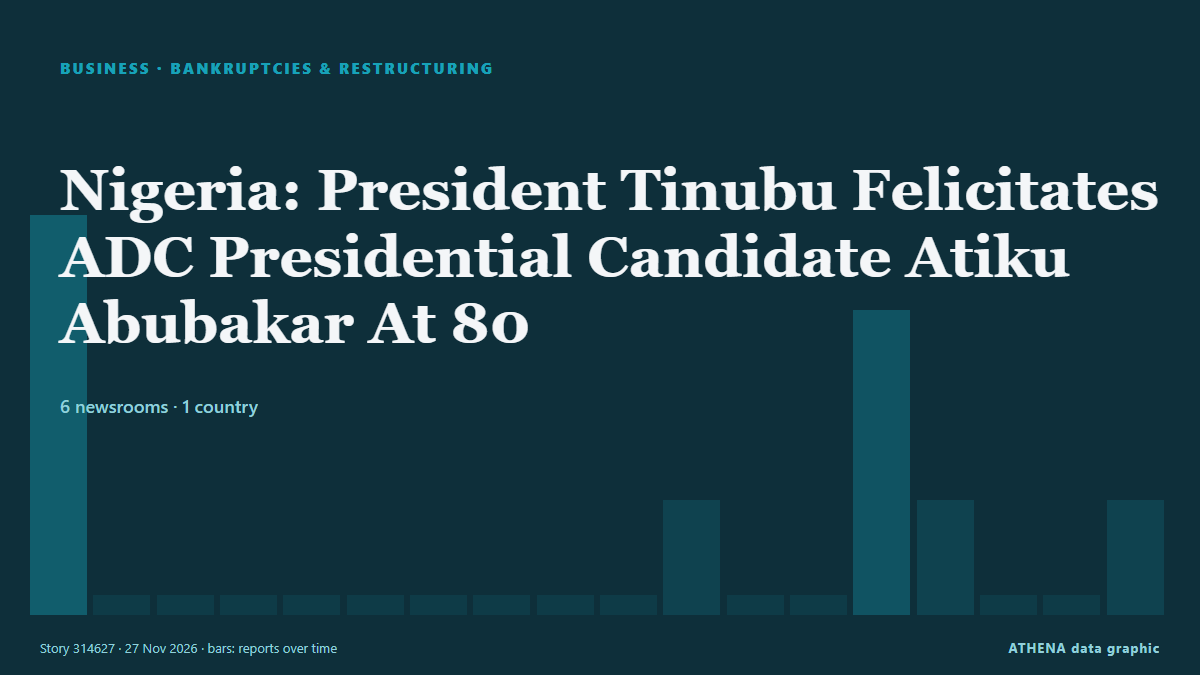 BUSINESS · BANKRUPTCIES & RESTRUCTURING
Nigeria: President Tinubu Felicitates
ADC Presidential Candidate Atiku
Abubakar At 80
6 newsrooms · 1 country
Story 314627 · 27 Nov 2026 · bars: reports over time
ATHENA data graphic